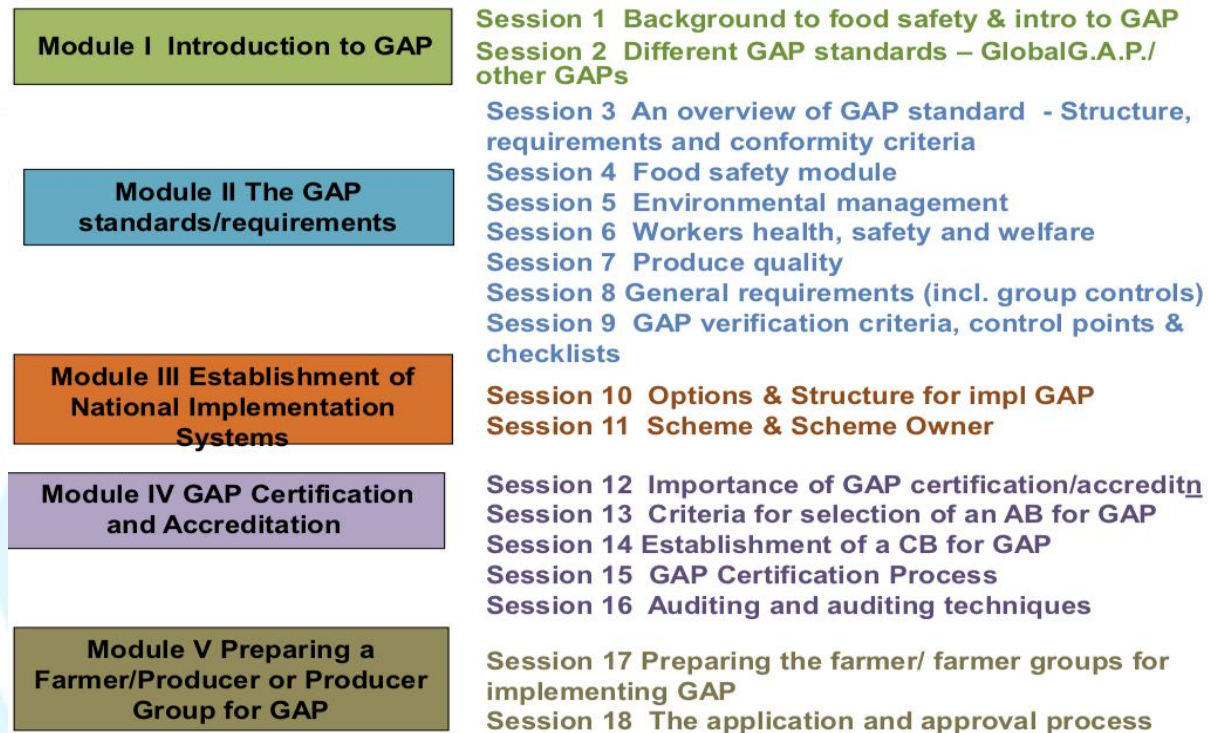 Module I  Introduction to GAP
Session 1  Background to food safety & intro to GAP
Session 2  Different GAP standards – GlobalG.A.P./
other GAPs
Module II The GAP
standards/requirements
Session 3  An overview of GAP standard  - Structure,
requirements and conformity criteria
Session 4  Food safety module
Session 5  Environmental management
Session 6  Workers health, safety and welfare
Session 7  Produce quality
Session 8 General requirements (incl. group controls)
Session 9  GAP verification criteria, control points &
checklists
Module III Establishment of
National Implementation
Systems
Session 10  Options & Structure for impl GAP
Session 11  Scheme & Scheme Owner
Module IV GAP Certification
and Accreditation
Session 12  Importance of GAP certification/accreditn
Session 13  Criteria for selection of an AB for GAP
Session 14 Establishment of a CB for GAP
Session 15  GAP Certification Process
Session 16  Auditing and auditing techniques
Module V Preparing a
Farmer/Producer or Producer
Group for GAP
Session 17 Preparing the farmer/ farmer groups for
implementing GAP
Session 18  The application and approval process